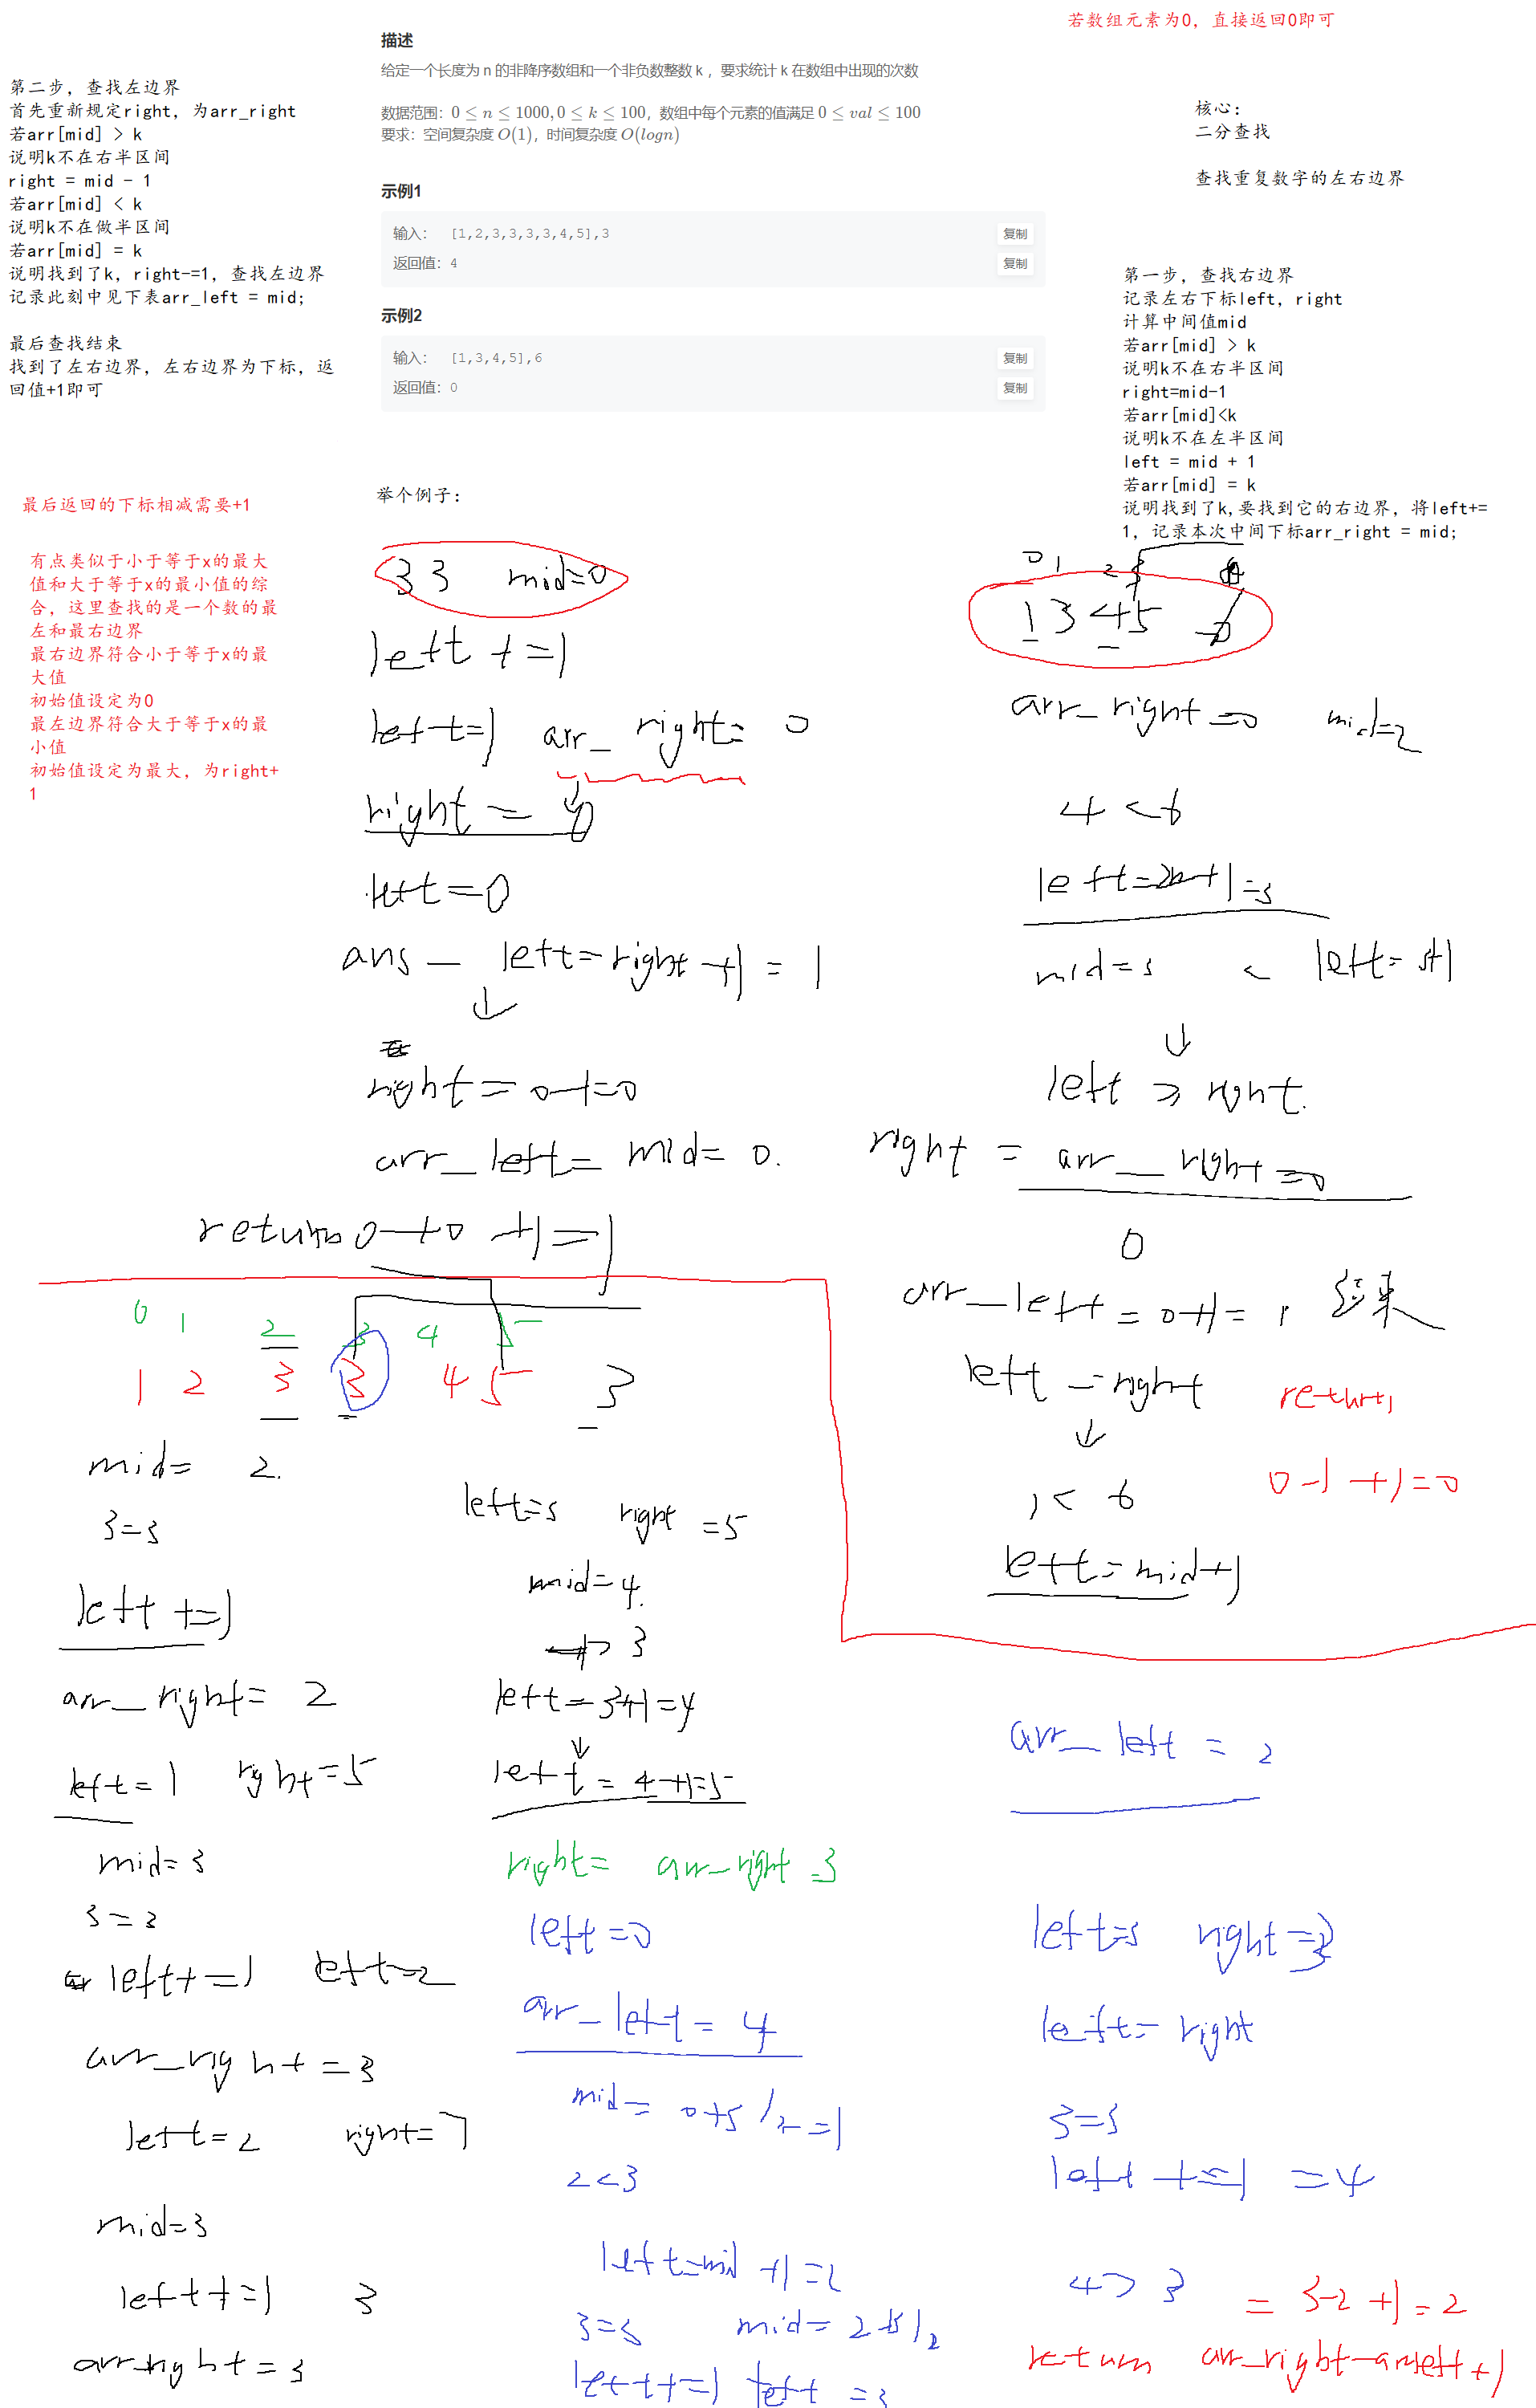 若数组元素为0, 直接返回0即可
描述
给定一个长度为 n 的非降序数组和一个非负数整数 k ，要求统计 k 在数组中出现的次数
数据范围：0 ≤ n ≤ 1000, 0 ≤ k ≤ 100，数组中每个元素的值满足 0 ≤ val ≤ 100
要求：空间复杂度 O(1)，时间复杂度 O(logn)
示例1
输入： [1,2,3,3,3,3,4,5],3
复制
返回值：4
复制
示例2
输入： [1,3,4,5],6
复制
返回值：0
复制
第二步，查找左边界
首先重新规定right，为arr_right
若arr[mid] > k
说明k不在右半区间
right = mid - 1
若arr[mid] < k
说明k不在做半区间
若arr[mid] = k
说明找到了k，right-=1，查找左边界
记录此刻中见下表arr_left = mid;
最后查找结束
找到了左右边界，左右边界为下标，返
回值+1即可
核心：
二分查找
查找重复数字的左右边界
第一步，查找右边界
记录左右下标left，right
计算中间值mid
若arr[mid] > k
说明k不在右半区间
right=mid-1
若arr[mid]<k
说明k不在左半区间
left = mid + 1
若arr[mid] = k
说明找到了k,要找到它的右边界，将left+=
1，记录本次中间下标arr_right = mid;
最后返回的下标相减需要+1
有点类似于小于等于x的最大
值和大于等于x的最小值的综
合，这里查找的是一个数的最
左和最右边界
最右边界符合小于等于x的最
大值
初始值设定为0
最左边界符合大于等于x的最
小值
初始值设定为最大，为right+
1
举个例子：
33 mid=0
left +=1
left=1 arr_right= 0
right =
left=0
ans_left=right+1=1
right = 0-1=0
arr_left= mid= 0.
return 0-0+1=1
0 1 2
1 3 4 5
arr_right=0 mid=2
4<6
=3
mid=3 < left=3+1
left > right.
right = arr_right=0
0
arr_left = 0+1= 1 结束
left = right
return
1 < 6
0-1+1=0
left=mid+1
0 1 2 3 4 5
1 2 3 3 4 5 3
mid= 2.
3=3
left +=1
arr_right= 2
left=1 right=5
mid=3
3=3
left+=1 left=2
arr_right=3
left=2 right=
mid=3
left+=1 3
arr_right=3
left=3 right=5
mid=4.
> 3
left=3+1=4
left=4+1=5
right= arr_right=3
left=0
arr_left=4
mid= 0+3/2=1
2<3
left=mid+1=2
3=3 mid=2+3/2
left+=1 left=3
arr_left = 2
left=3 right=3
left=right
3=3
left +=1 =4
4>3
= 3-2+1=2
return arr_right-arrleft+1